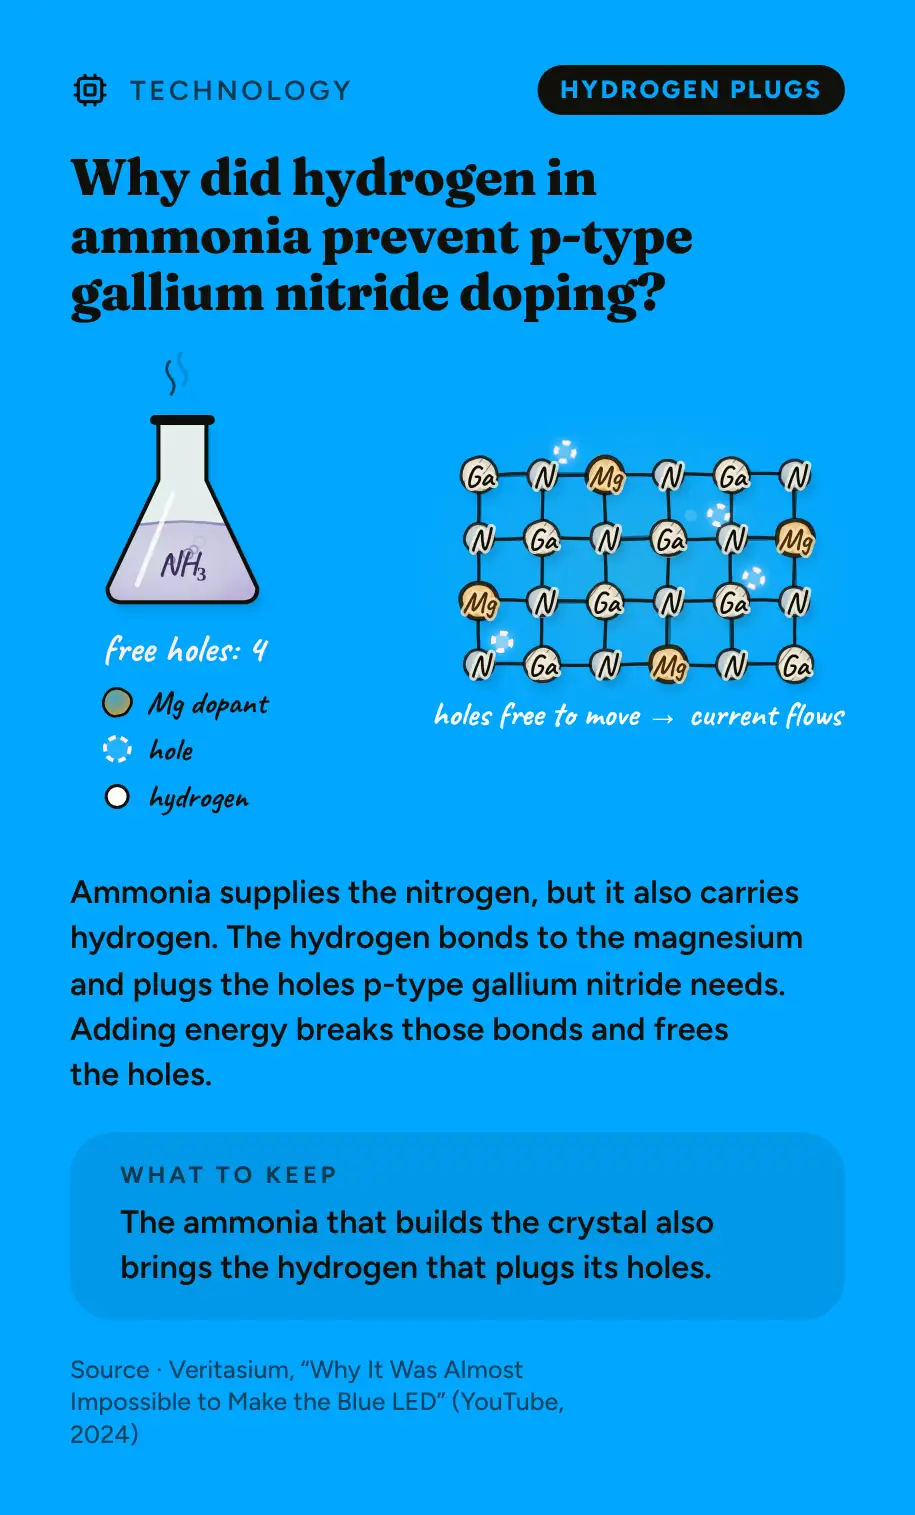 TECHNOLOGY
HYDROGEN PLUGS
Why did hydrogen in
ammonia prevent p-type
gallium nitride doping?
NH₃
free holes: 4
Mg dopant
hole
hydrogen
Ga N Mg N Ga N
N Ga N Ga N Mg
Mg N Ga N Ga N
N Ga N Mg N Ga
holes free to move → current flows
Ammonia supplies the nitrogen, but it also carries
hydrogen. The hydrogen bonds to the magnesium
and plugs the holes p-type gallium nitride needs.
Adding energy breaks those bonds and frees
the holes.
WHAT TO KEEP
The ammonia that builds the crystal also
brings the hydrogen that plugs its holes.
Source · Veritasium, “Why It Was Almost
Impossible to Make the Blue LED” (YouTube,
2024)